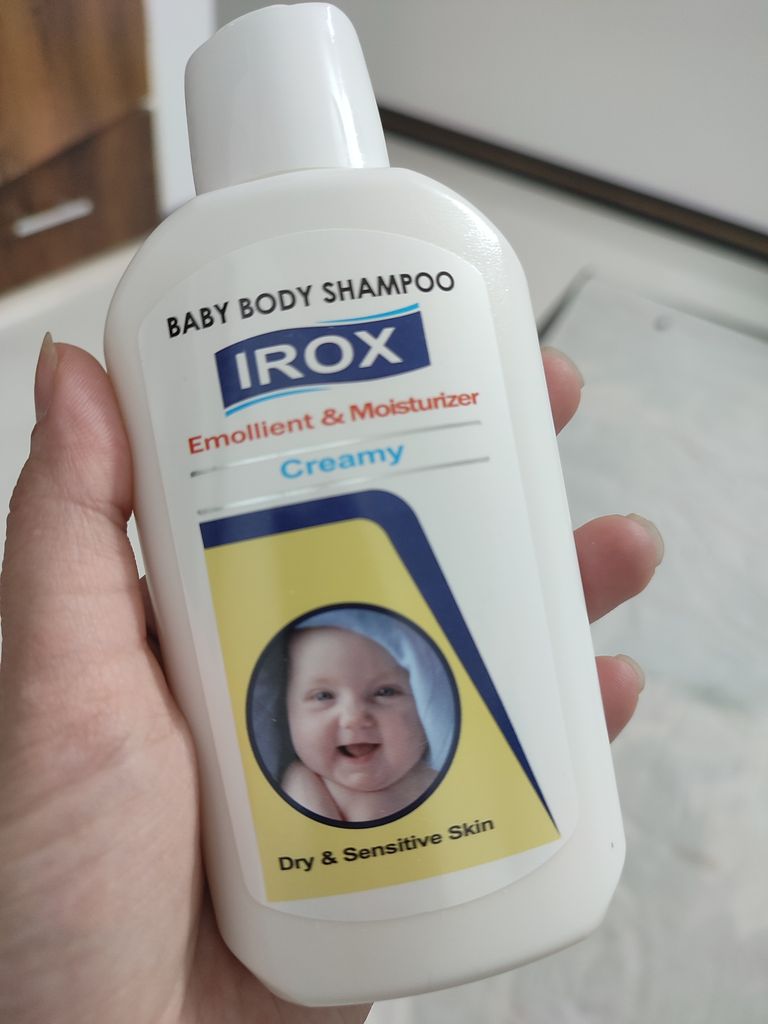 BABY BODY SHAMPOO
IROX
Emollient & Moisturizer
Creamy
Dry & Sensitive Skin